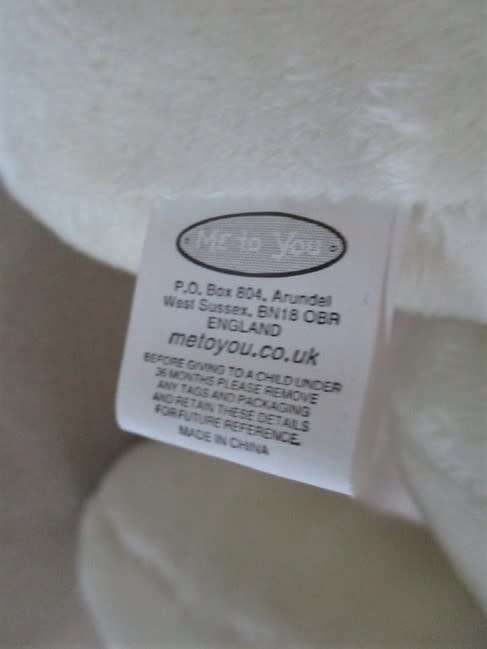 Me to You
P.O. Box 804, Arundel
West Sussex, BN18 OBR
ENGLAND
metoyou.co.uk
BEFORE GIVING TO A CHILD UNDER
36 MONTHS PLEASE REMOVE
ANY TAGS AND PACKAGING
AND RETAIN THESE DETAILS
FOR FUTURE REFERENCE.
MADE IN CHINA